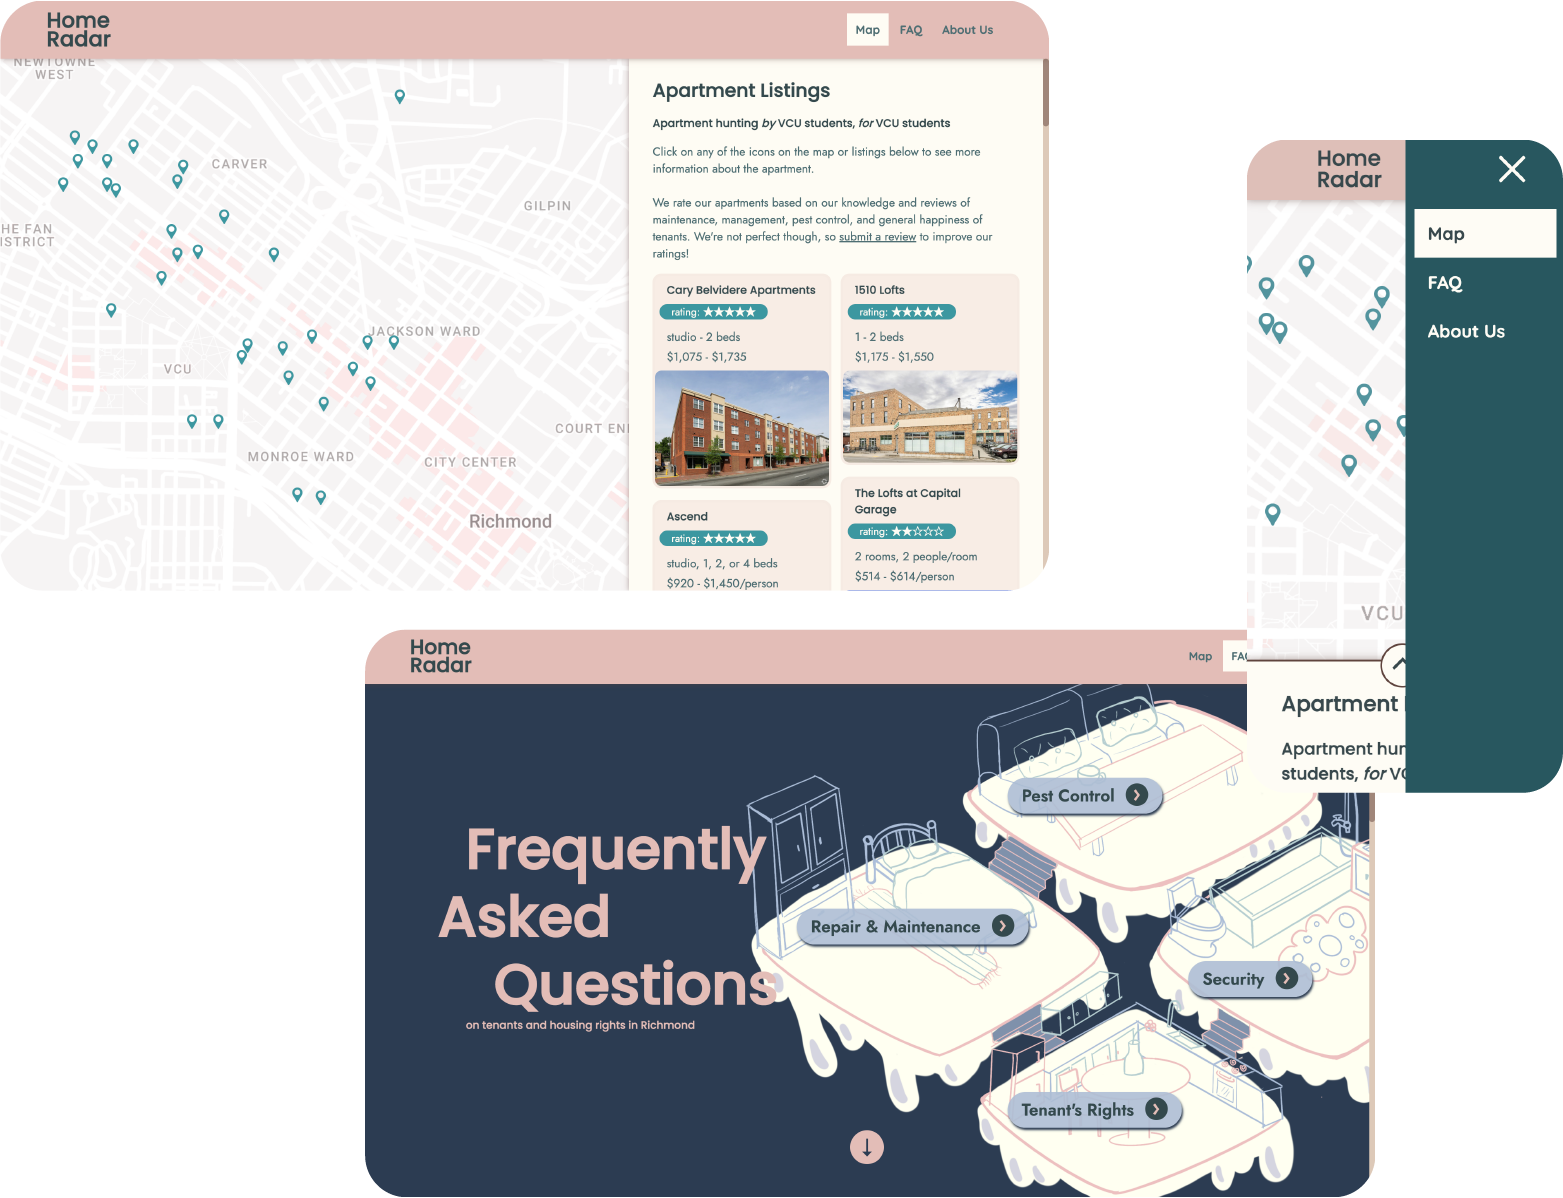 Home
Radar
Map
FAQ
About Us
NEWTOWNE
WEST
CARVER
GILPIN
HE FAN
ISTRICT
JACKSON WARD
VCU
COURT EN
MONROE WARD
CITY CENTER
Richmond
Apartment Listings
Apartment hunting by VCU students, for VCU students
Click on any of the icons on the map or listings below to see more
information about the apartment.
We rate our apartments based on our knowledge and reviews of
maintenance, management, pest control, and general happiness of
tenants. We're not perfect though, so submit a review to improve our
ratings!
Cary Belvidere Apartments
rating: ★★★★★
studio - 2 beds
$1,075 - $1,735
1510 Lofts
rating: ★★★★★
1 - 2 beds
$1,175 - $1,550
Ascend
rating: ★★★★★
studio, 1, 2, or 4 beds
$920 - $1,450/person
The Lofts at Capital
Garage
rating: ★★☆☆☆
2 rooms, 2 people/room
$514 - $614/person
Home
Radar
Map
FAQ
About Us
VCU
Apartment
Apartment hun
students, for VC
Home
Radar
Map
FA
Frequently
Asked
Questions
on tenants and housing rights in Richmond
Pest Control
Repair & Maintenance
Security
Tenant's Rights